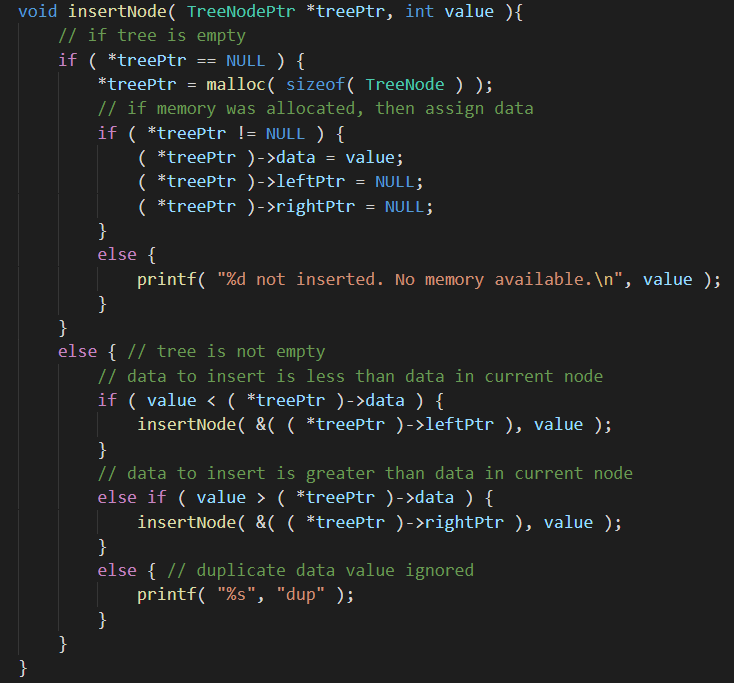 void insertNode( TreeNodePtr *treePtr, int value ){
    // if tree is empty
    if ( *treePtr == NULL ) {
        *treePtr = malloc( sizeof( TreeNode ) );
        // if memory was allocated, then assign data
        if ( *treePtr != NULL ) {
            ( *treePtr )->data = value;
            ( *treePtr )->leftPtr = NULL;
            ( *treePtr )->rightPtr = NULL;
        }
        else {
            printf( "%d not inserted. No memory available.\n", value );
        }
    }
    else { // tree is not empty
        // data to insert is less than data in current node
        if ( value < ( *treePtr )->data ) {
            insertNode( &( ( *treePtr )->leftPtr ), value );
        }
        // data to insert is greater than data in current node
        else if ( value > ( *treePtr )->data ) {
            insertNode( &( ( *treePtr )->rightPtr ), value );
        }
        else { // duplicate data value ignored
            printf( "%s", "dup" );
        }
    }
}